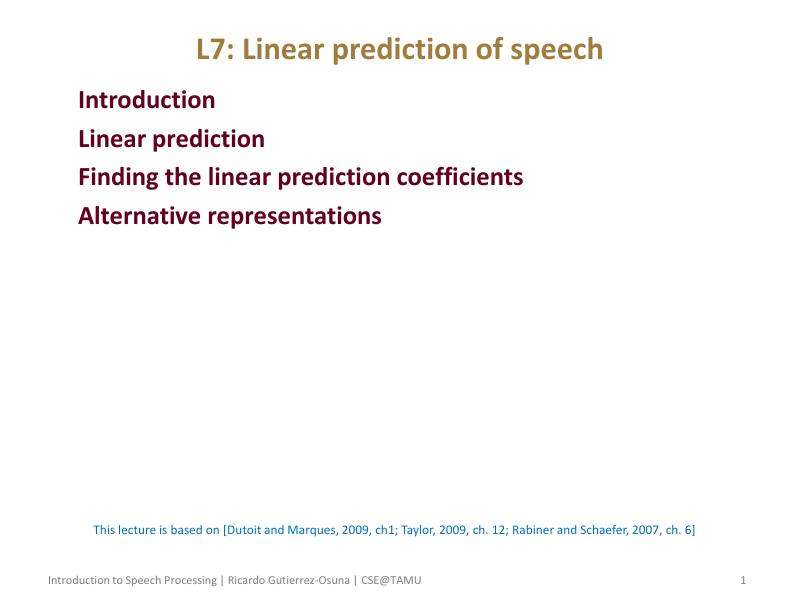 L7: Linear prediction of speech
Introduction
Linear prediction
Finding the linear prediction coefficients
Alternative representations
This lecture is based on [Dutoit and Marques, 2009, ch1; Taylor, 2009, ch. 12; Rabiner and Schaefer, 2007, ch. 6]
Introduction to Speech Processing | Ricardo Gutierrez-Osuna | CSE@TAMU 1